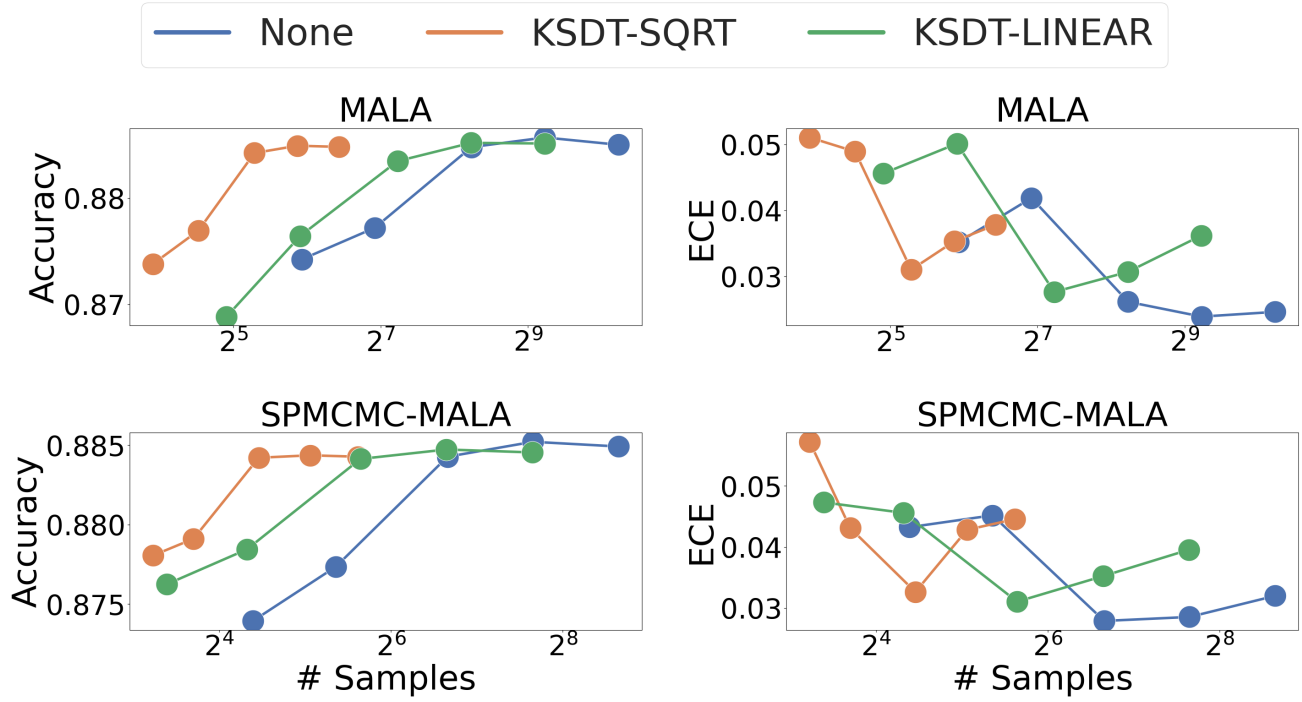 None KSDT-SQRT KSDT-LINEAR
MALA MALA
Accuracy 0.88 0.87
2^5 2^7 2^9
ECE 0.05 0.04 0.03
2^5 2^7 2^9
SPMCMC-MALA SPMCMC-MALA
Accuracy 0.885 0.880 0.875
2^4 2^6 2^8
# Samples
ECE 0.05 0.04 0.03
2^4 2^6 2^8
# Samples